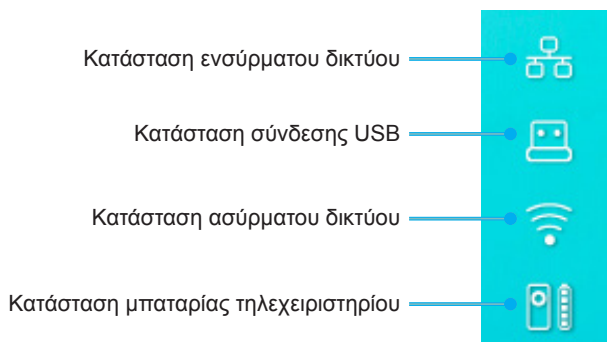 Κατάσταση ενσύρματου δικτύου
Κατάσταση σύνδεσης USB
Κατάσταση ασύρματου δικτύου
Κατάσταση μπαταρίας τηλεχειριστηρίου